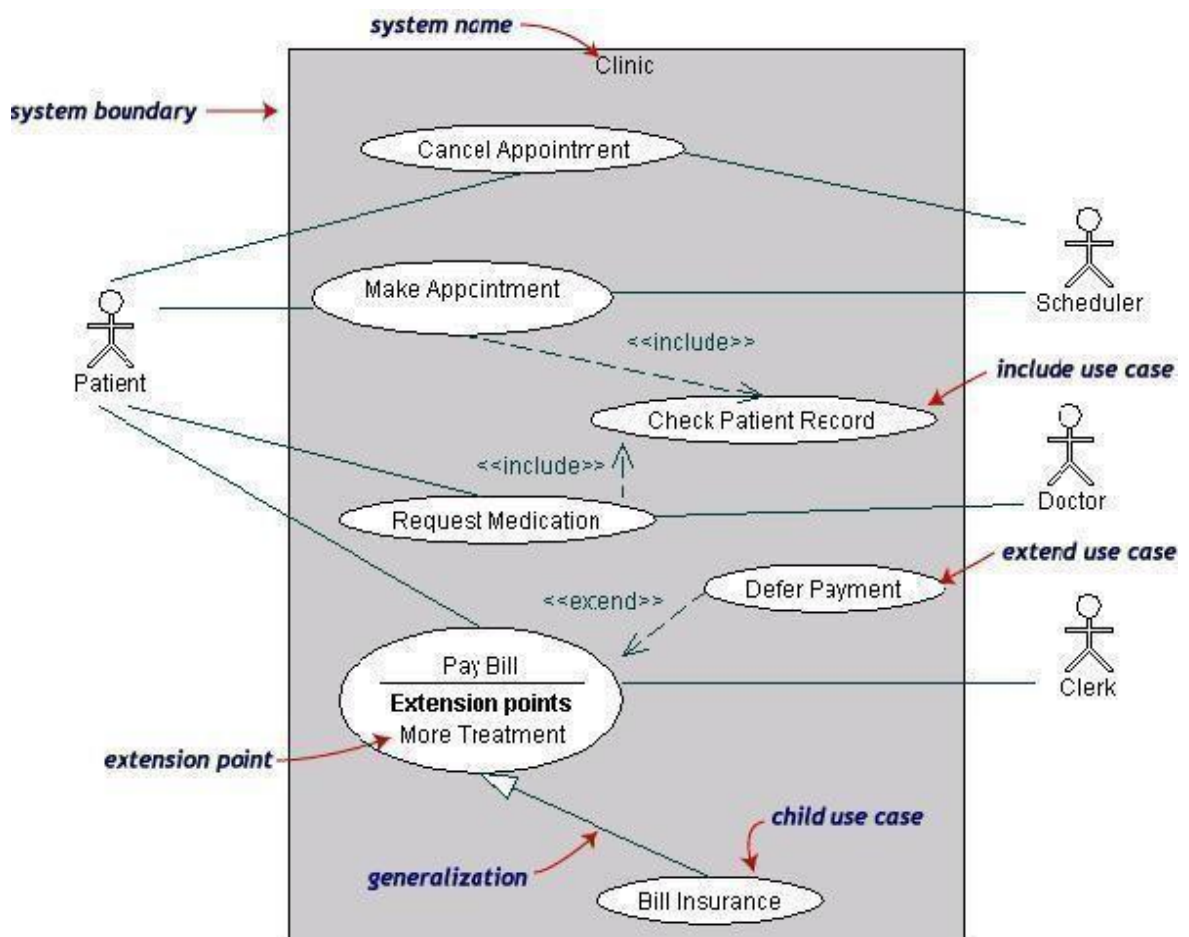 system name
Clinic
system boundary
Cancel Appointment
Make Appointment
Scheduler
<<include>>
Patient
include use case
Check Patient Record
<<include>>
Request Medication
Doctor
extend use case
Defer Payment
<<extend>>
Pay Bill
Extension points
More Treatment
Clerk
extension point
child use case
generalization
Bill Insurance